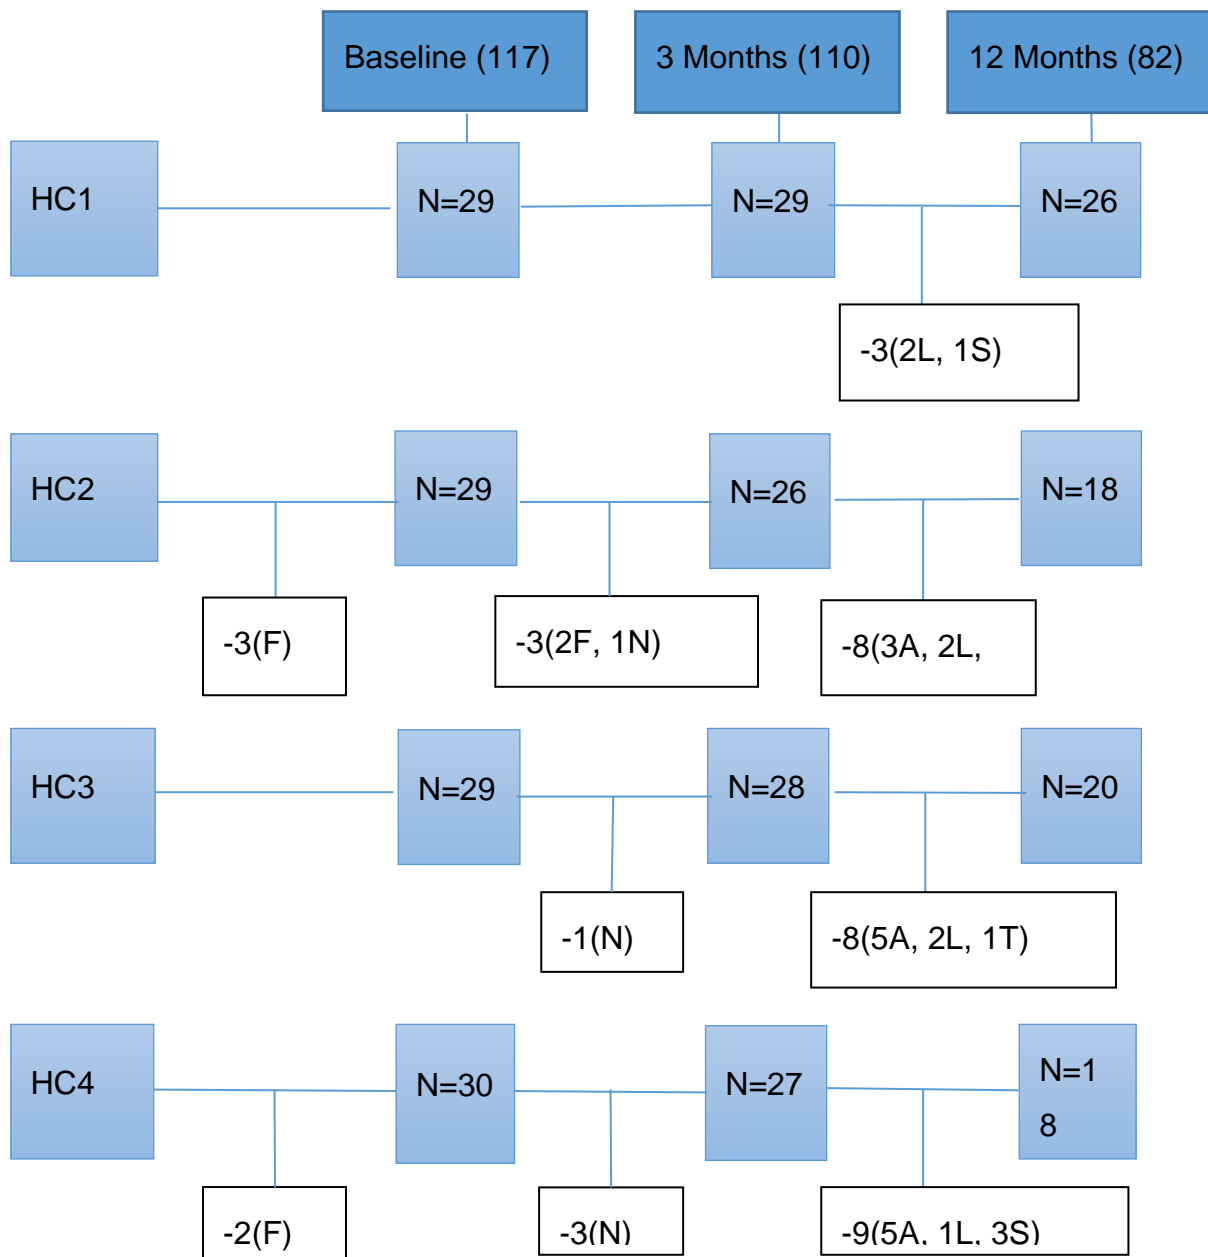 Baseline (117)
3 Months (110)
12 Months (82)
HC1
N=29
N=29
N=26
-3(2L, 1S)
HC2
N=29
N=26
N=18
-3(F)
-3(2F, 1N)
-8(3A, 2L,
HC3
N=29
N=28
N=20
-1(N)
-8(5A, 2L, 1T)
HC4
N=30
N=27
N=1
8
-2(F)
-3(N)
-9(5A, 1L, 3S)